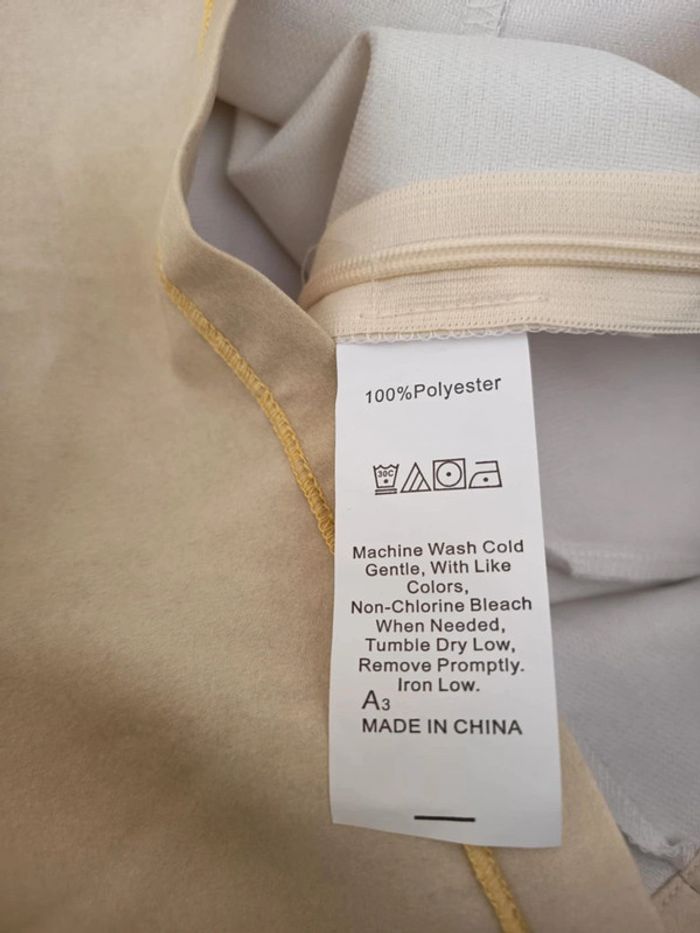 100%Polyester
30C
Machine Wash Cold
Gentle, With Like
Colors,
Non-Chlorine Bleach
When Needed,
Tumble Dry Low,
Remove Promptly.
Iron Low.
A3
MADE IN CHINA